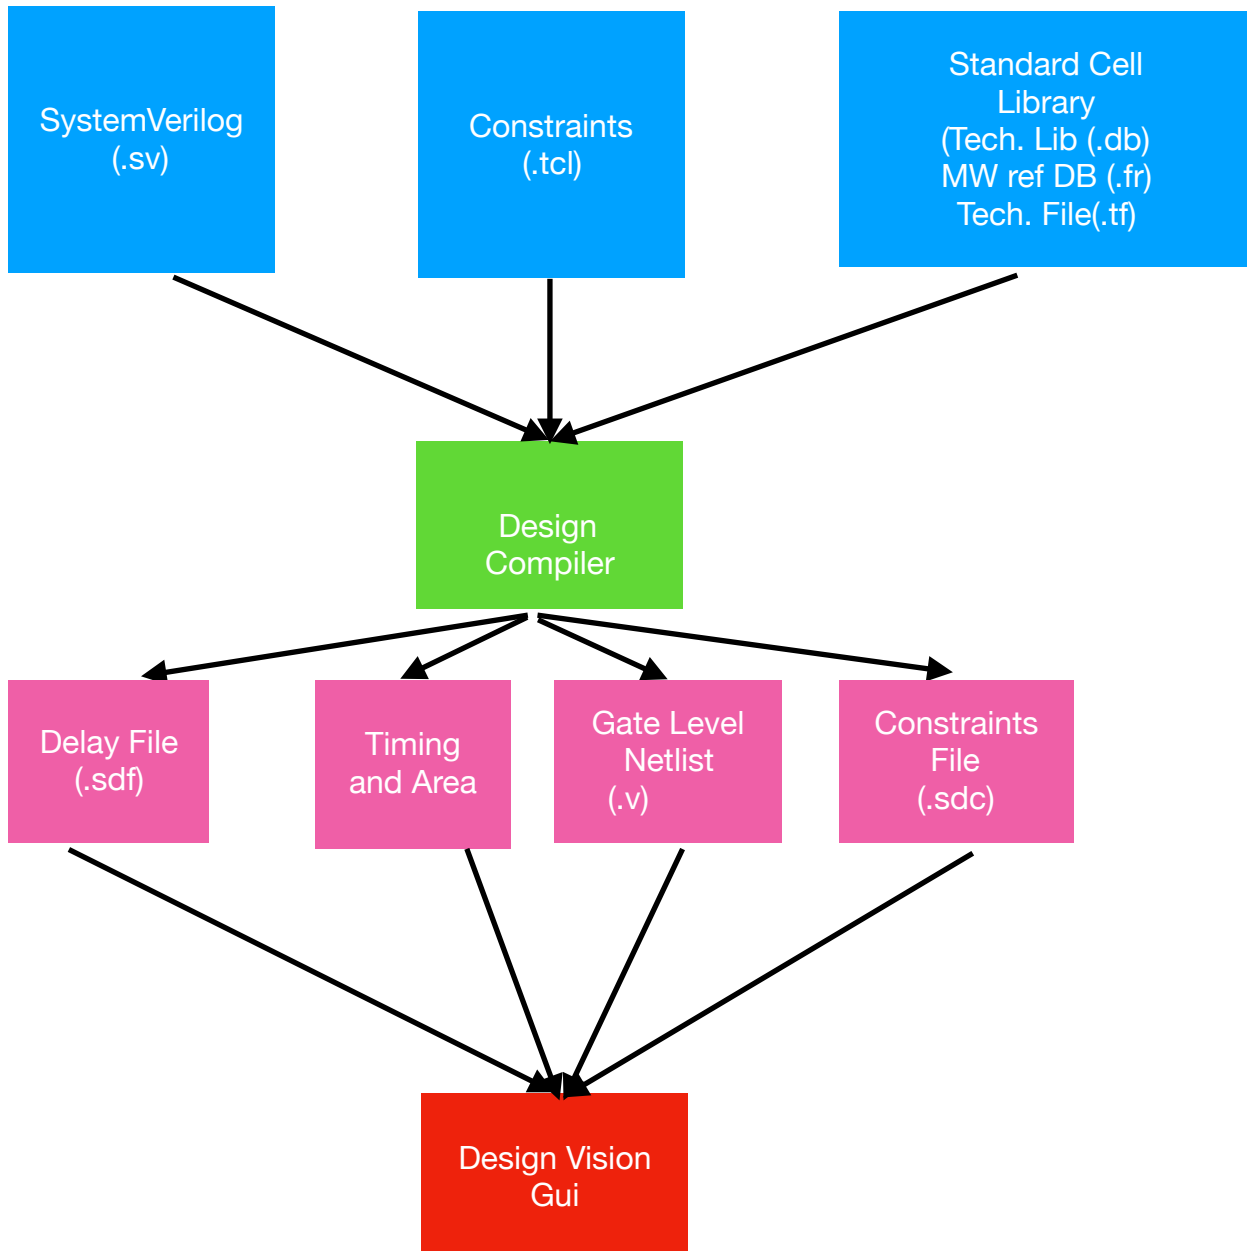 SystemVerilog
(.sv)
Constraints
(.tcl)
Standard Cell
Library
(Tech. Lib (.db)
MW ref DB (.fr)
Tech. File(.tf)
Design
Compiler
Delay File
(.sdf)
Timing
and Area
Gate Level
Netlist
(.v)
Constraints
File
(.sdc)
Design Vision
Gui